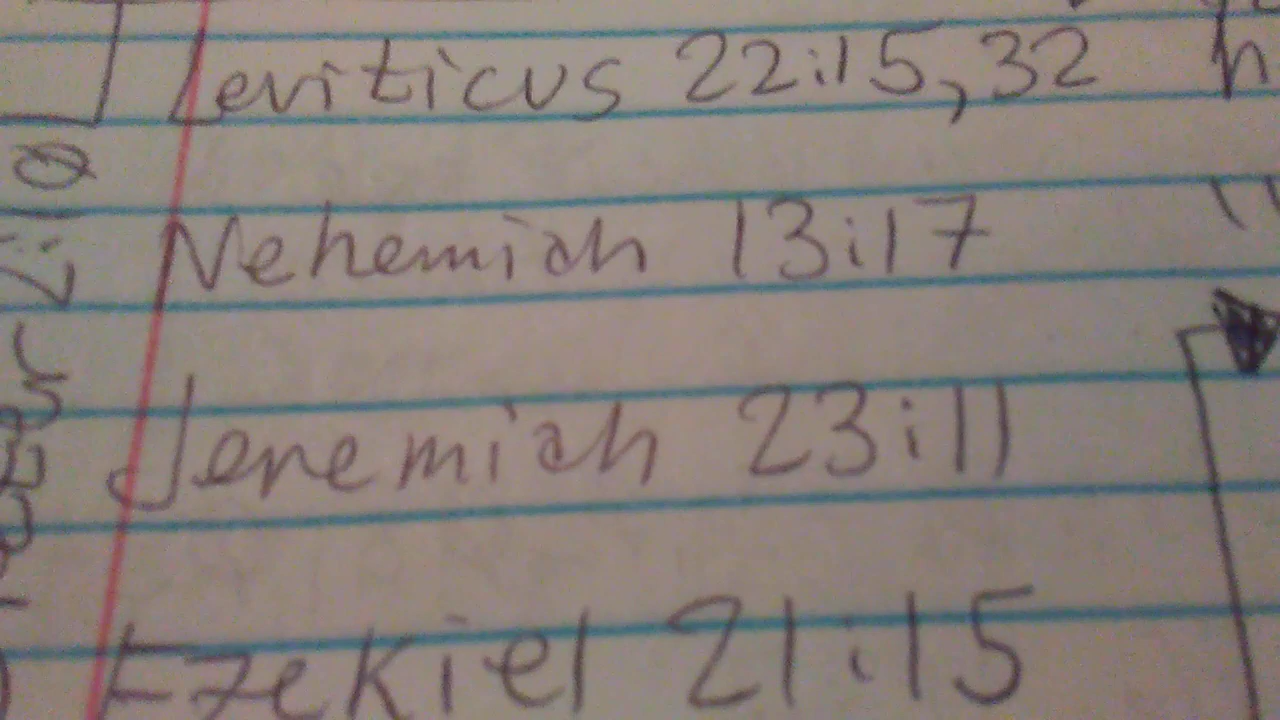 Leviticus 22:15,32 h
Nehemiah 13:17 "
Jeremiah 23:11
Ezekiel 21:15